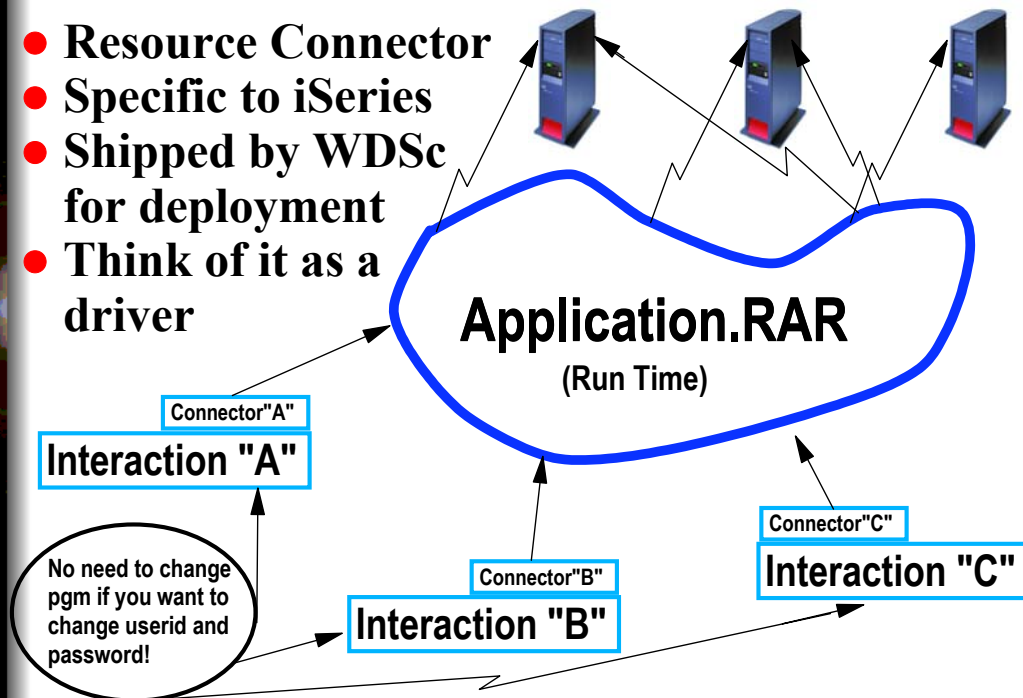 Resource Connector
Specific to iSeries
Shipped by WDSc
for deployment
Think of it as a
driver
Application.RAR
(Run Time)
Connector"A"
Interaction "A"
No need to change
pgm if you want to
change userid and
password!
Connector"B"
Interaction "B"
Connector"C"
Interaction "C"